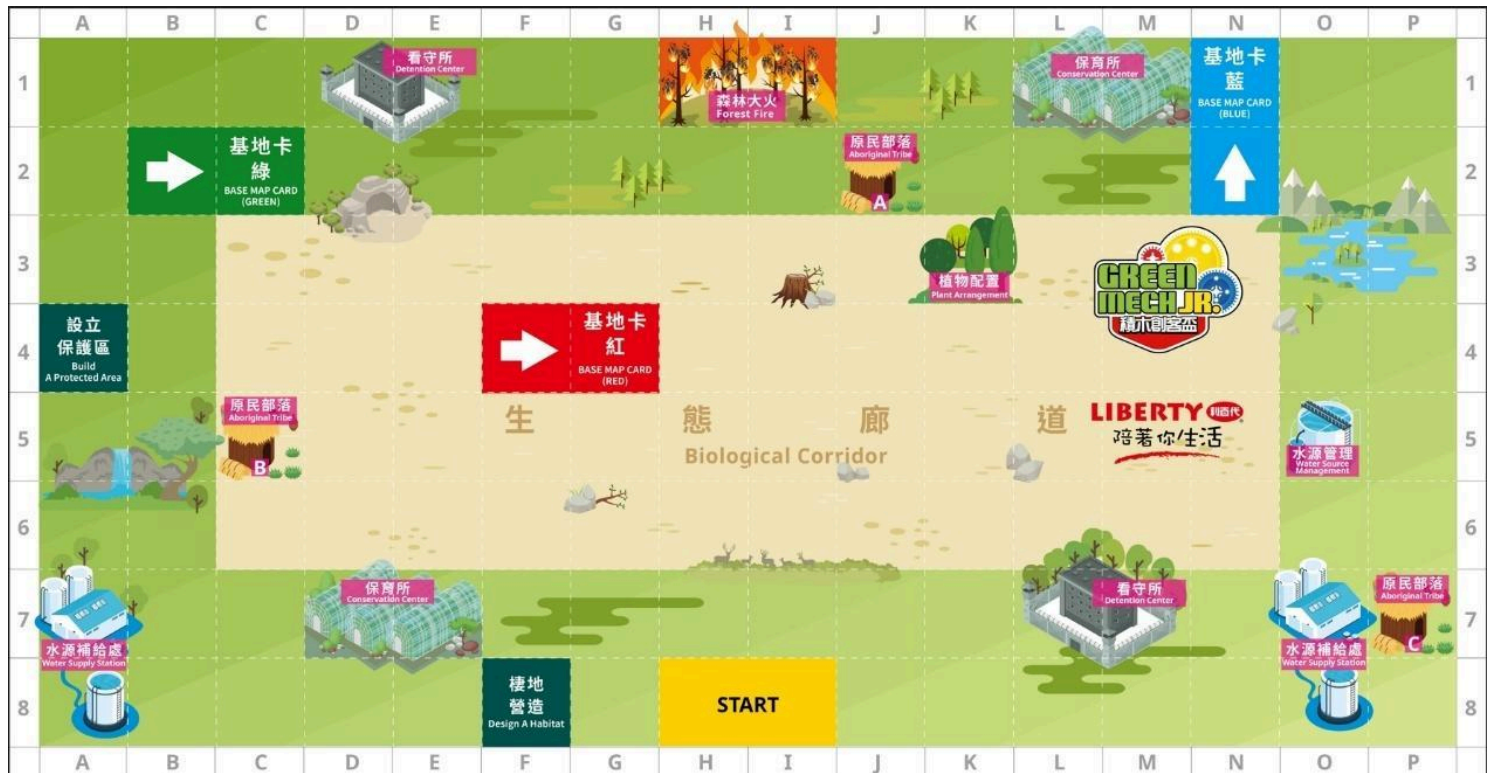 A B C D E F G H I J K L M N O P
1
看守所
Detention Center
森林大火
Forest Fire
保育所
Conservation Center
基地卡
藍
BASE MAP CARD
(BLUE)
1
2
基地卡
綠
BASE MAP CARD
(GREEN)
原民部落
Aboriginal Tribe
A
2
3
植物配置
Plant Arrangement
GREEN
MECH JR.
積木創客盃
3
4
設立
保護區
Build
A Protected Area
基地卡
紅
BASE MAP CARD
(RED)
4
5
原民部落
Aboriginal Tribe
B
生態廊道
Biological Corridor
LIBERTY 利百代
陪著你生活
水源管理
Water Source
Management
5
6
6
7
水源補給處
Water Supply Station
保育所
Conservation Center
看守所
Detention Center
水源補給處
Water Supply Station
原民部落
Aboriginal Tribe
C
7
8
棲地
營造
Design A Habitat
START
8
A B C D E F G H I J K L M N O P